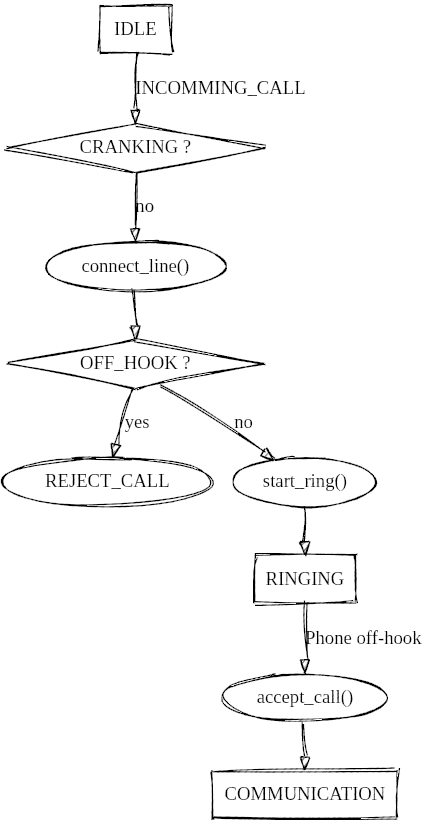 IDLE
INCOMMING_CALL
CRANKING ?
no
connect_line()
OFF_HOOK ?
yes
no
REJECT_CALL
start_ring()
RINGING
Phone off-hook
accept_call()
COMMUNICATION